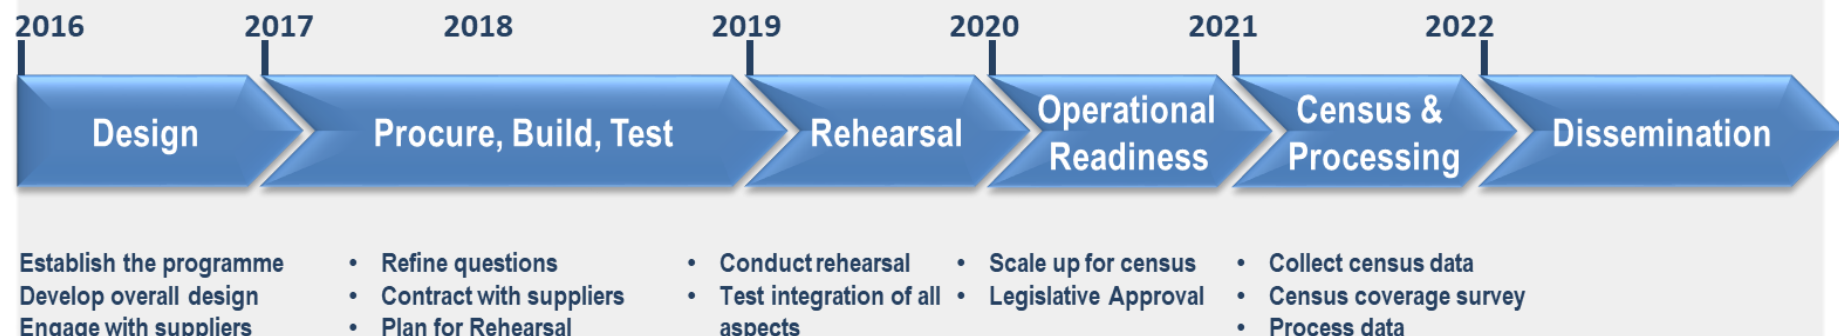 2016 2017 2018 2019 2020 2021 2022
Design
Procure, Build, Test
Rehearsal
Operational
Readiness
Census &
Processing
Dissemination
Establish the programme
Develop overall design
Engage with suppliers
• Refine questions
• Contract with suppliers
• Plan for Rehearsal
• Conduct rehearsal
• Test integration of all
aspects
• Scale up for census
• Legislative Approval
• Collect census data
• Census coverage survey
• Process data